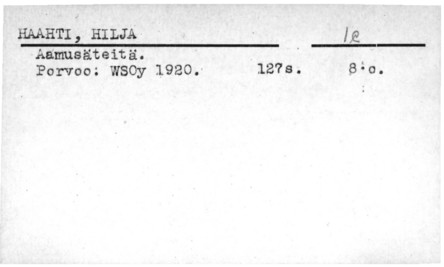 HAAHTI, HILJA
Aamusäteitä.
Porvoo: WSOy 1920. 127s. 8:o.